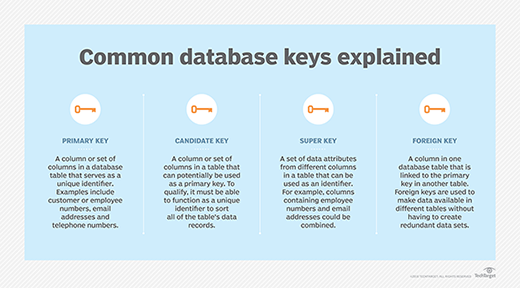 Common database keys explained
PRIMARY KEY
A column or set of
columns in a database
table that serves as a
unique identifier.
Examples include
customer or employee
numbers, email
addresses and
telephone numbers.
CANDIDATE KEY
A column or set of
columns in a table that
can potentially be used
as a primary key. To
qualify, it must be able
to function as a unique
identifier to sort
all of the table's data
records.
SUPER KEY
A set of data attributes
from different columns
in a table that can be
used as an identifier.
For example, columns
containing employee
numbers and email
addresses could be
combined.
FOREIGN KEY
A column in one
database table that is
linked to the primary
key in another table.
Foreign keys are used to
make data available in
different tables without
having to create
redundant data sets.
TechTarget